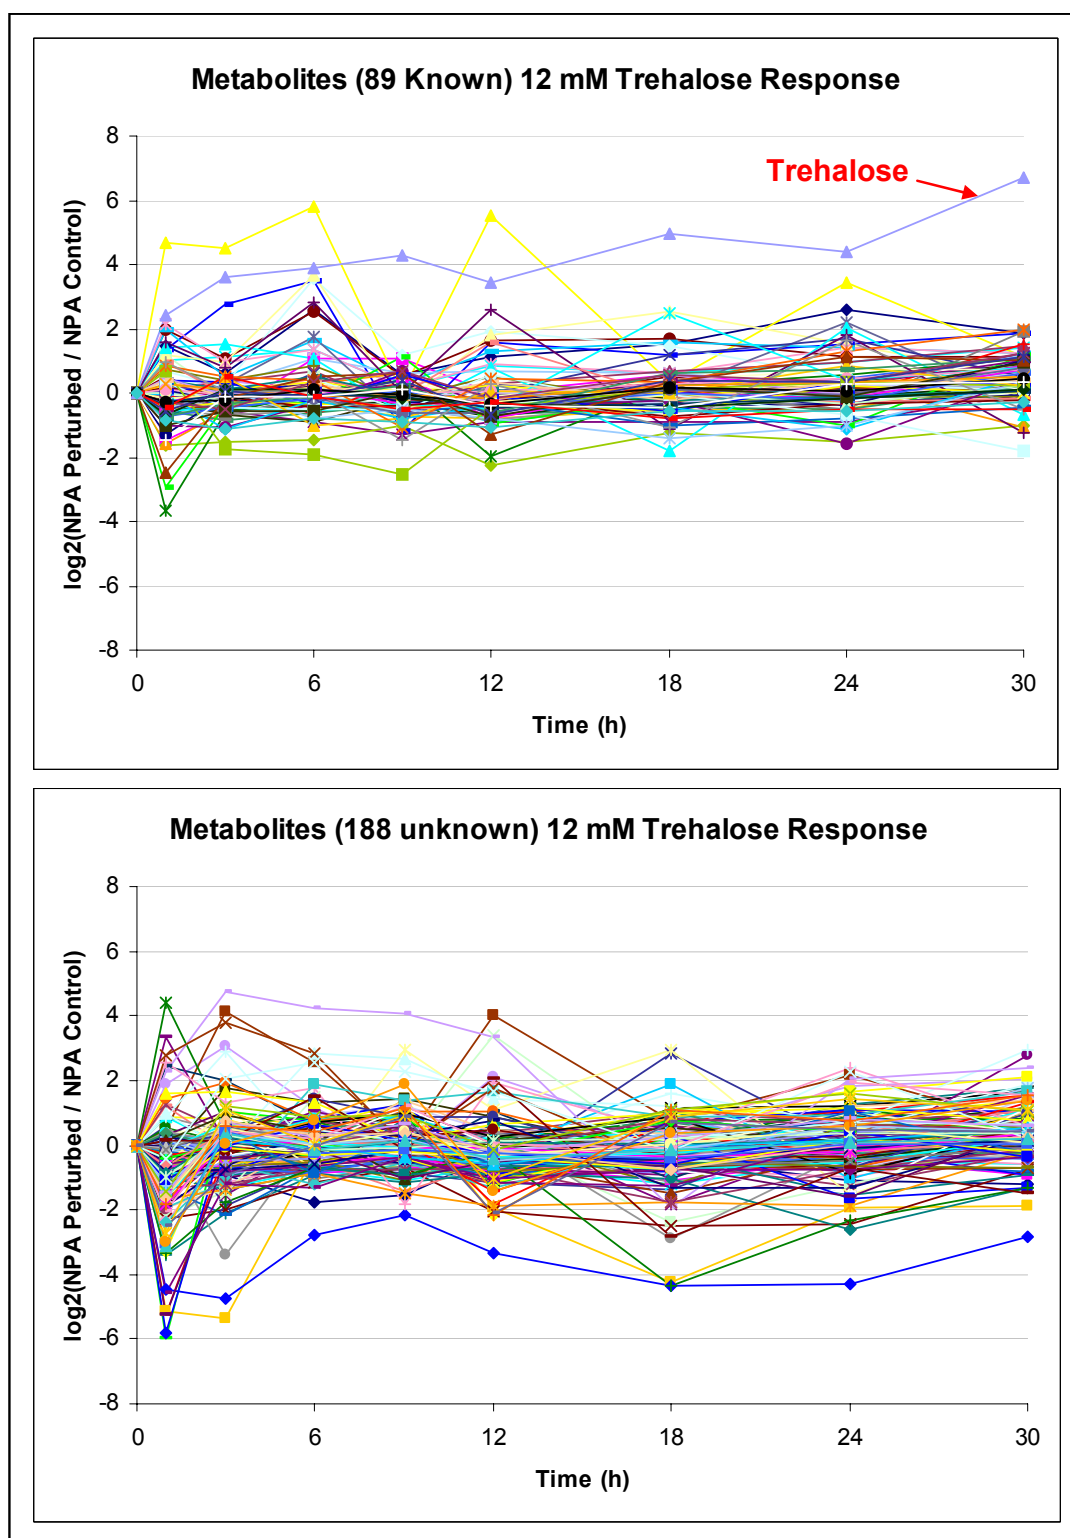 Metabolites (89 Known) 12 mM Trehalose Response
8
6
4
2
0
-2
-4
-6
-8
log2(NPA Perturbed / NPA Control)
Trehalose
0 6 12 18 24 30
Time (h)
Metabolites (188 unknown) 12 mM Trehalose Response
8
6
4
2
0
-2
-4
-6
-8
log2(NPA Perturbed / NPA Control)
0 6 12 18 24 30
Time (h)